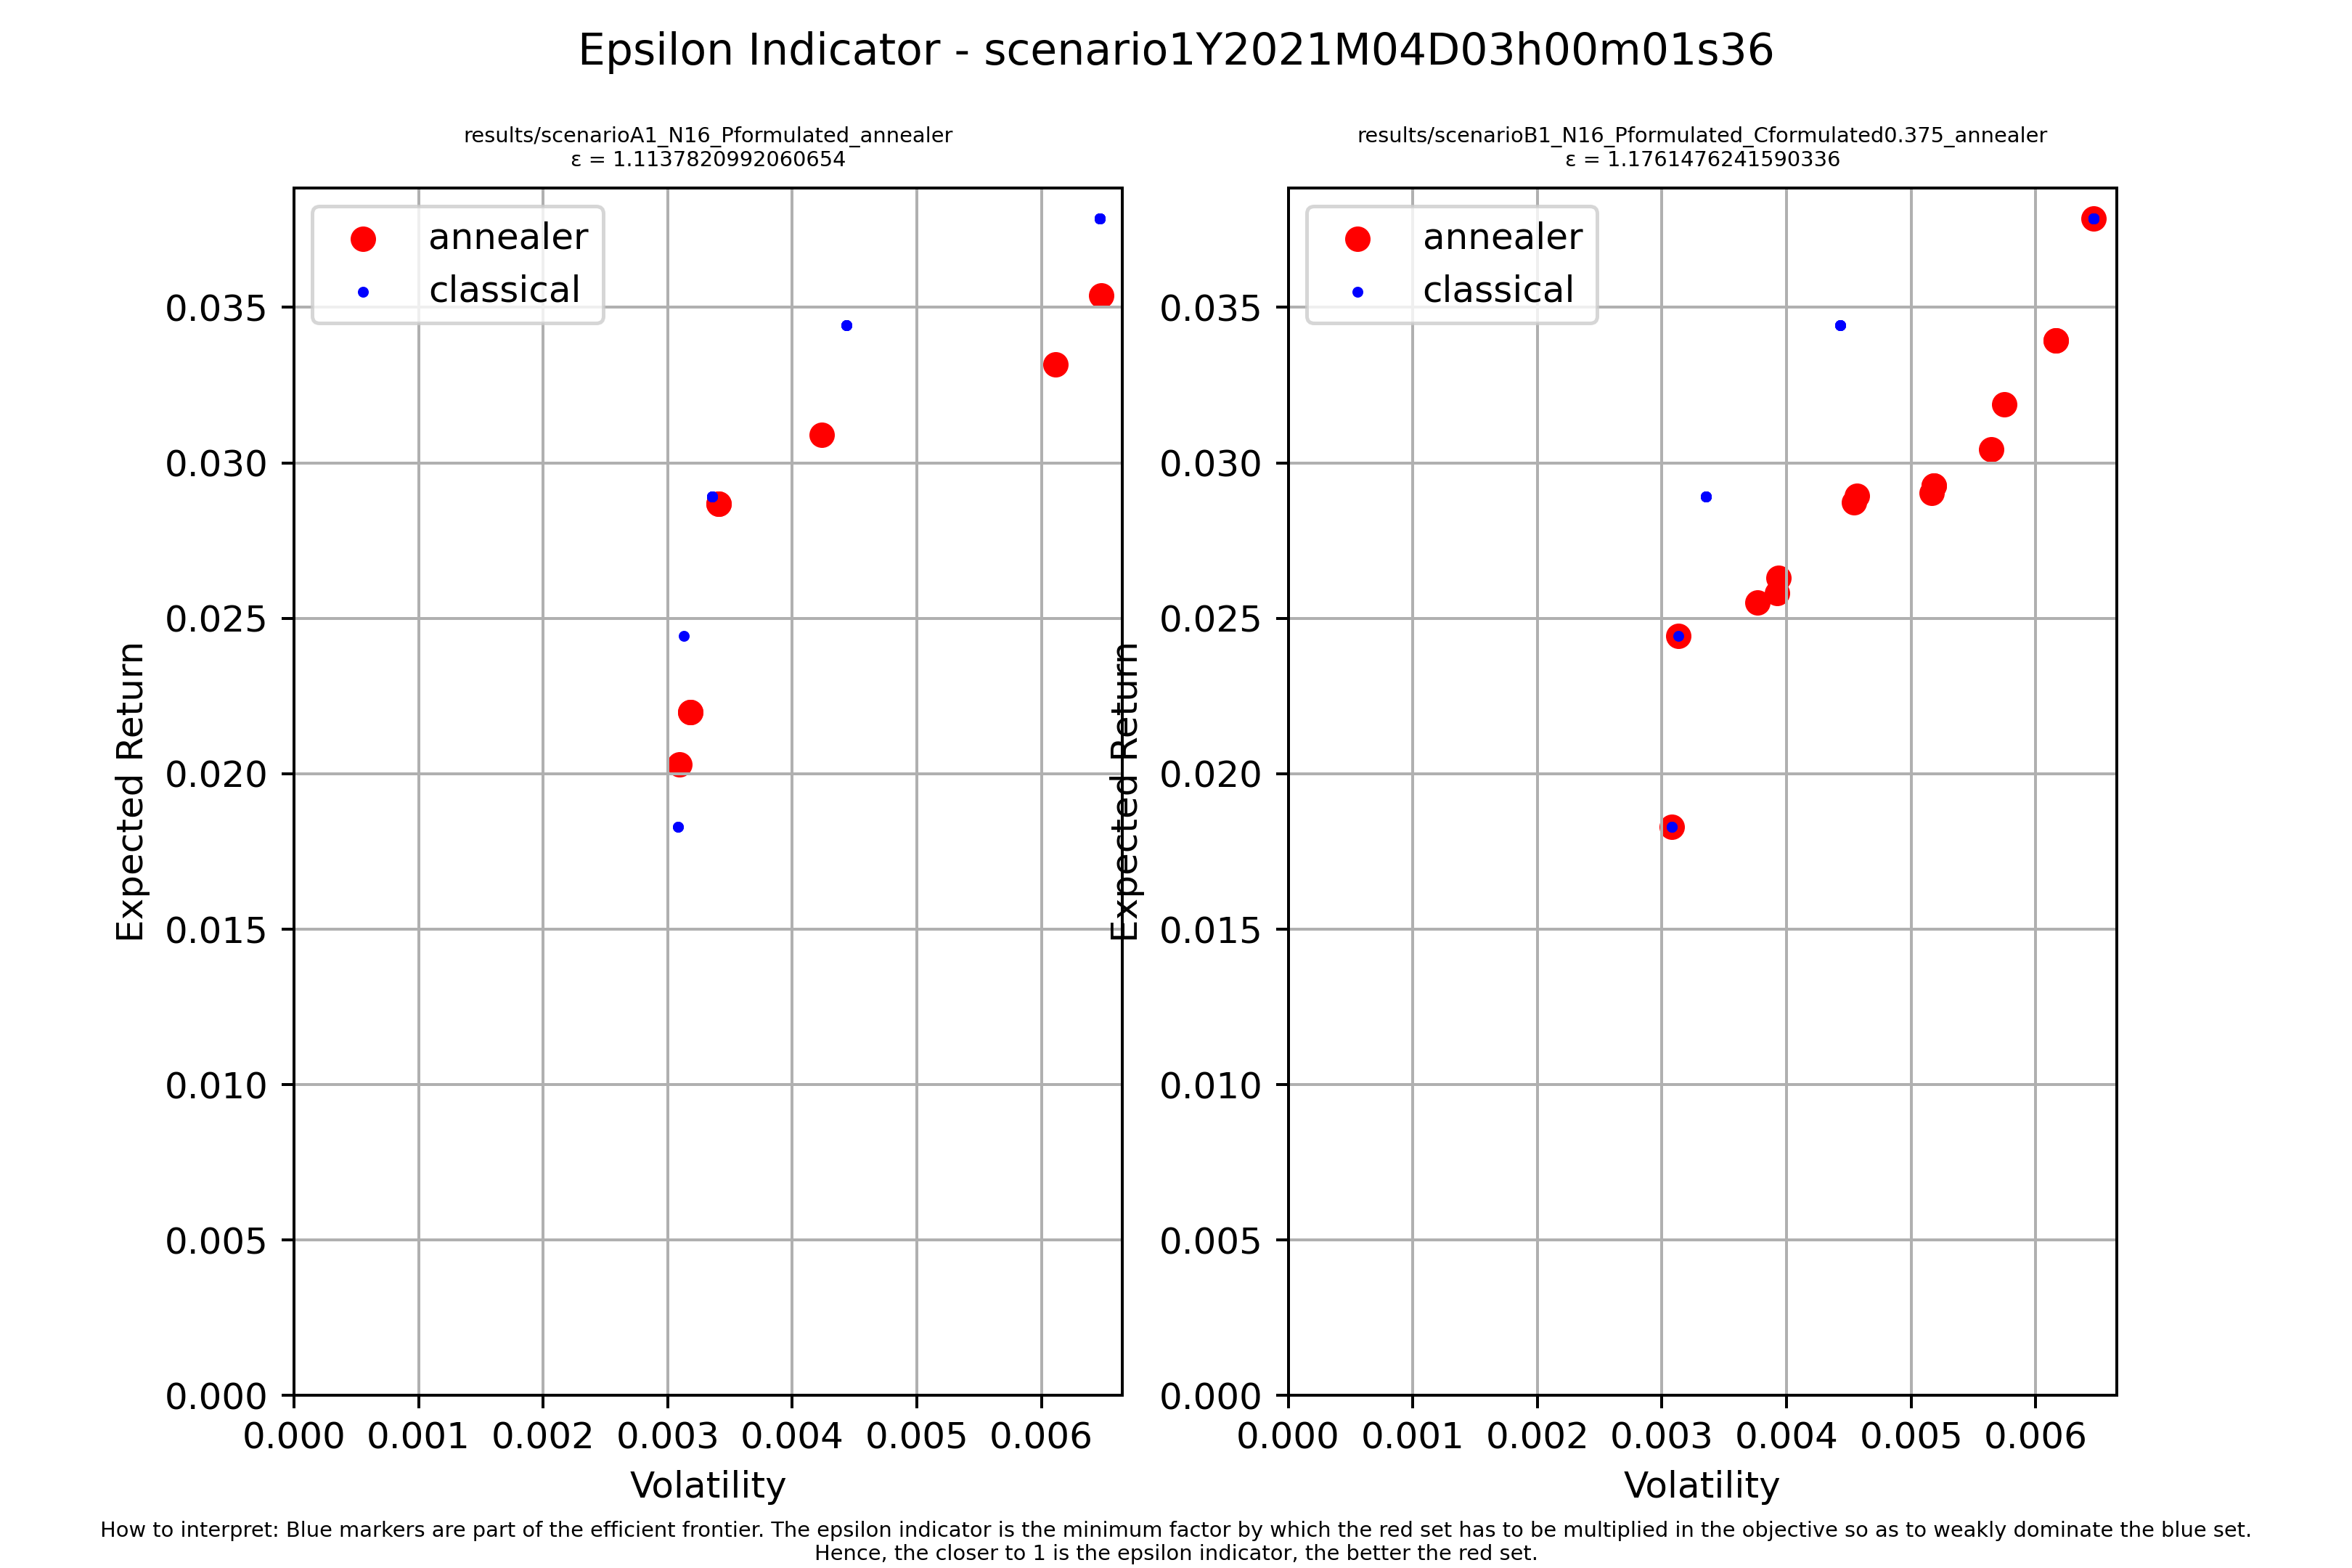 Epsilon Indicator - scenario1Y2021M04D03h00m01s36
results/scenarioA1_N16_Pformulated_annealer
ε = 1.1137820992060654
annealer
classical
0.035
0.030
0.025
0.020
0.015
0.010
0.005
0.000
Expected Return
0.000 0.001 0.002 0.003 0.004 0.005 0.006
Volatility
results/scenarioB1_N16_Pformulated_Cformulated0.375_annealer
ε = 1.1761476241590336
annealer
classical
0.035
0.030
0.025
0.020
0.015
0.010
0.005
0.000
Expected Return
0.000 0.001 0.002 0.003 0.004 0.005 0.006
Volatility
How to interpret: Blue markers are part of the efficient frontier. The epsilon indicator is the minimum factor by which the red set has to be multiplied in the objective so as to weakly dominate the blue set.
Hence, the closer to 1 is the epsilon indicator, the better the red set.